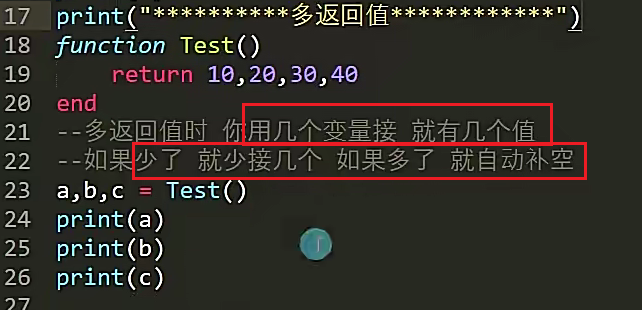 17 print("**********多返回值************")
18 function Test()
19     return 10,20,30,40
20 end
21 --多返回值时 你用几个变量接 就有几个值
22 --如果少了 就少接几个 如果多了 就自动补空
23 a,b,c = Test()
24 print(a)
25 print(b)
26 print(c)
27